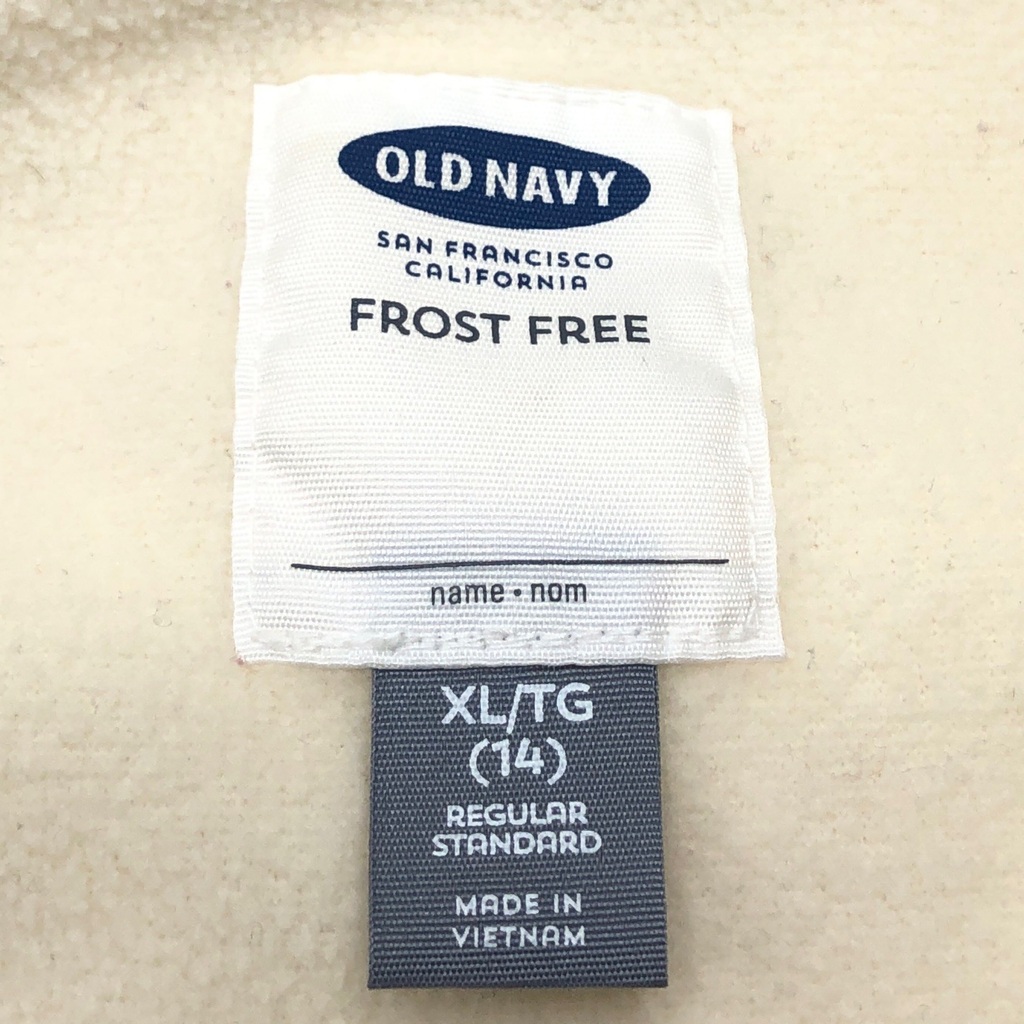 OLD NAVY
SAN FRANCISCO
CALIFORNIA
FROST FREE
name • nom
XL/TG
(14)
REGULAR
STANDARD
MADE IN
VIETNAM